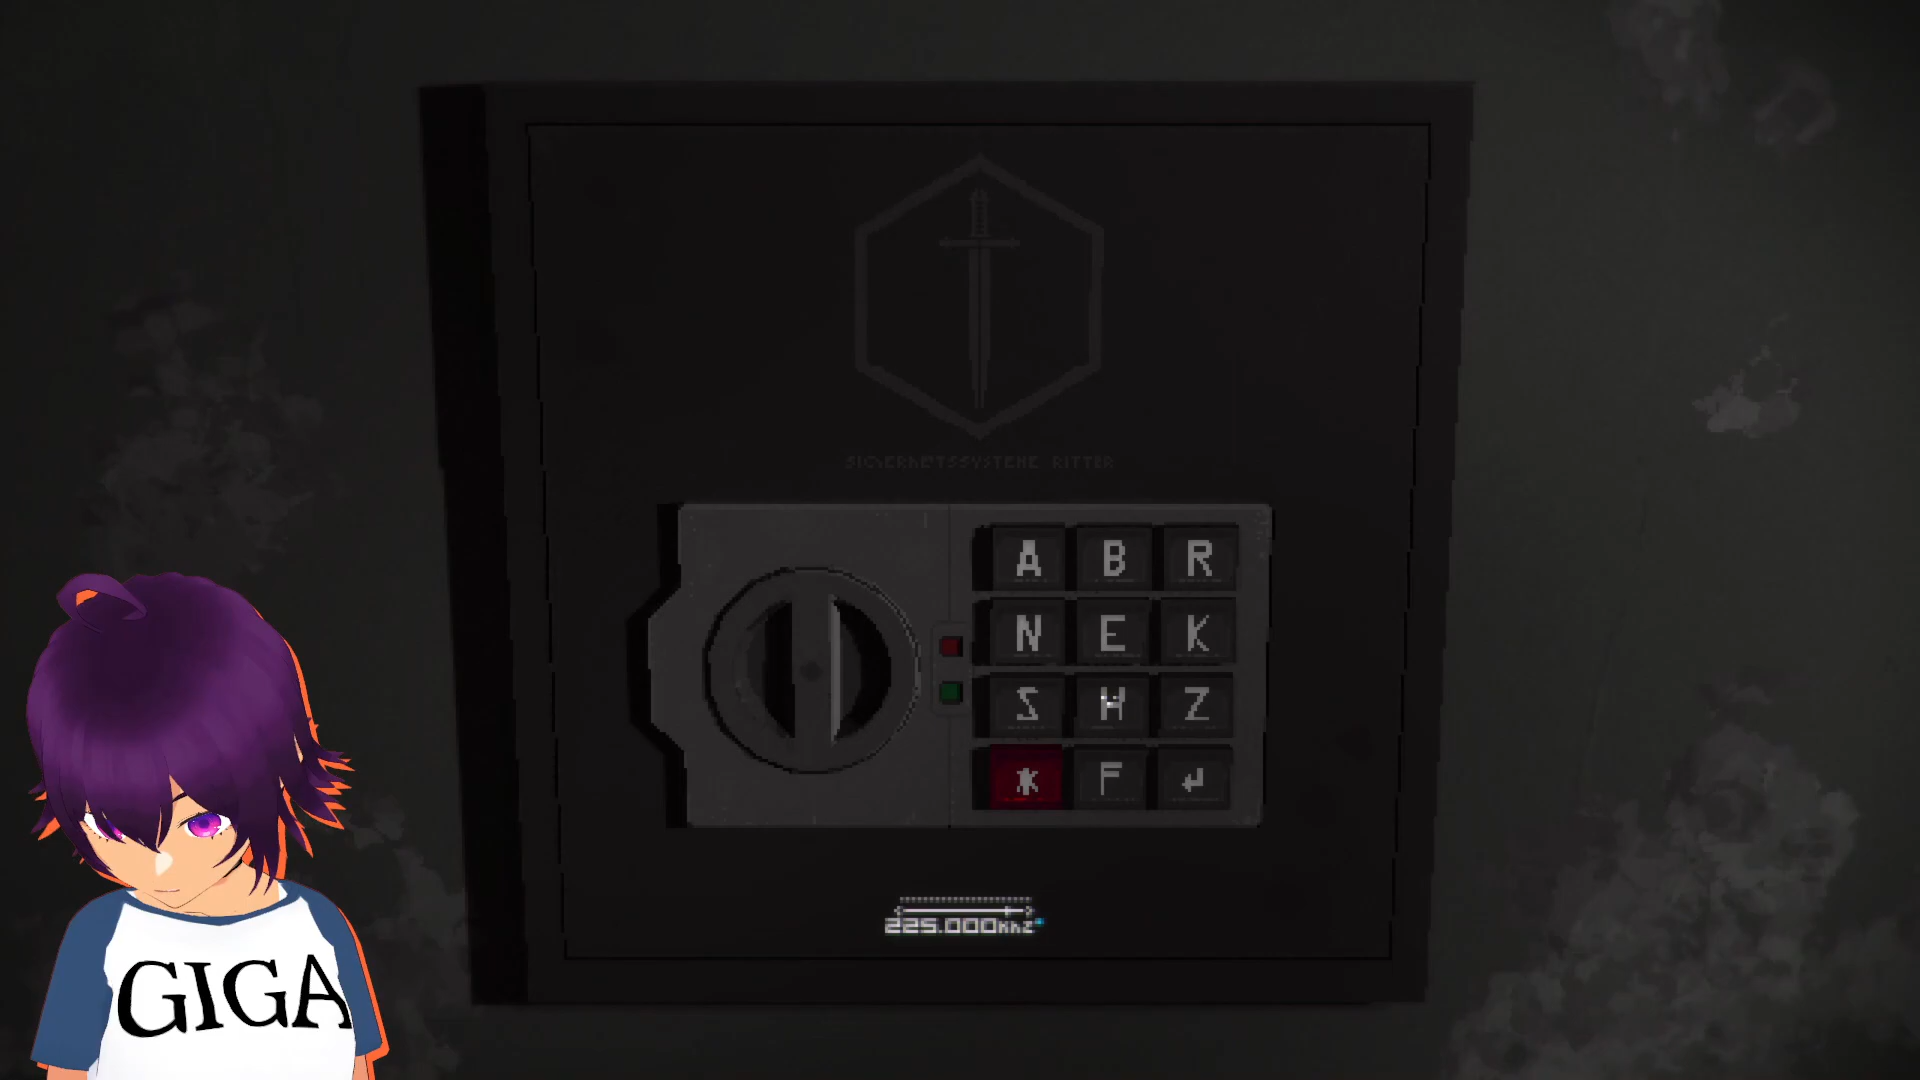 SICHERHEITSSYSTEME RITTER
A B R
N E K
S H Z
* F ↵
225.000KHZ
GIGA